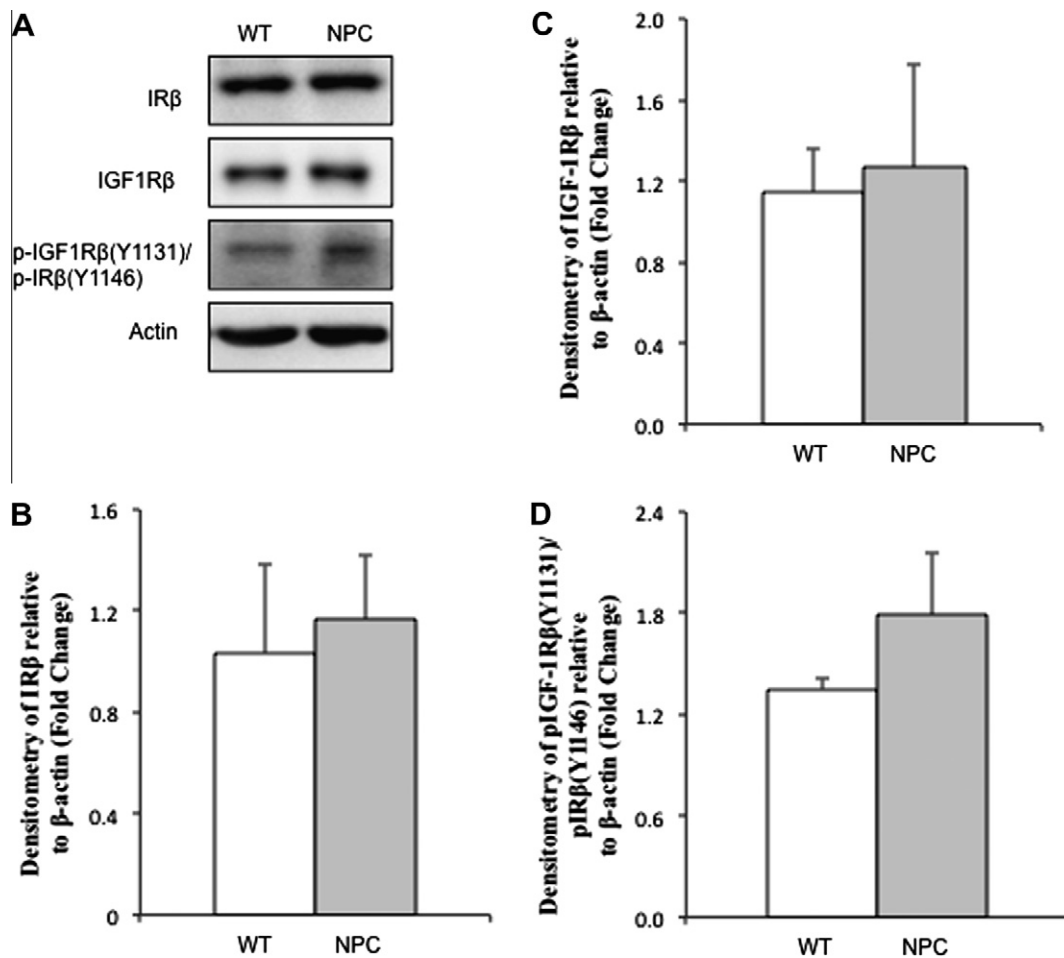 A
WT NPC
IRβ
IGF1Rβ
p-IGF1Rβ(Y1131)/
p-IRβ(Y1146)
Actin
B
Densitometry of IRβ relative
to β-actin (Fold Change)
1.6
1.2
0.8
0.4
0
WT NPC
C
Densitometry of IGF-1Rβ relative
to β-actin (Fold Change)
2.0
1.6
1.2
0.8
0.4
0.0
WT NPC
D
Densitometry of pIGF-1Rβ(Y1131)/
pIRβ(Y1146) relative
to β-actin (Fold Change)
2.4
1.8
1.2
0.6
0.0
WT NPC